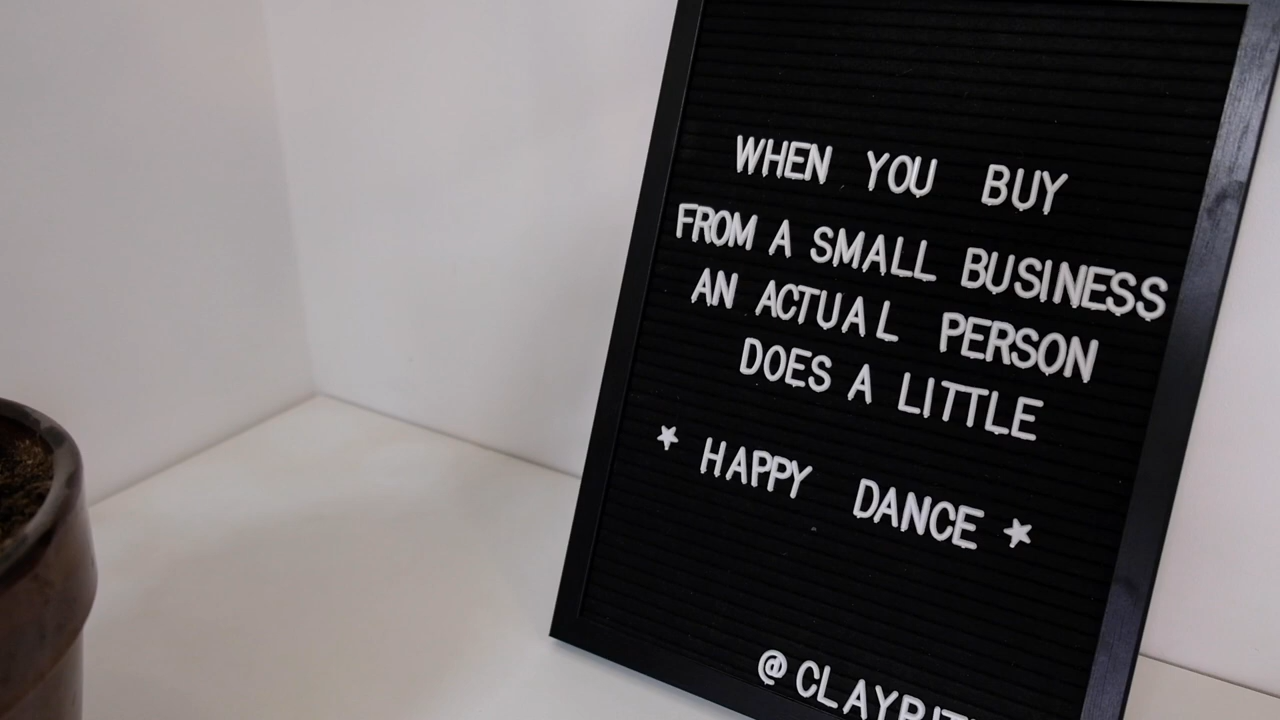 WHEN YOU BUY
FROM A SMALL BUSINESS
AN ACTUAL PERSON
DOES A LITTLE
* HAPPY DANCE *